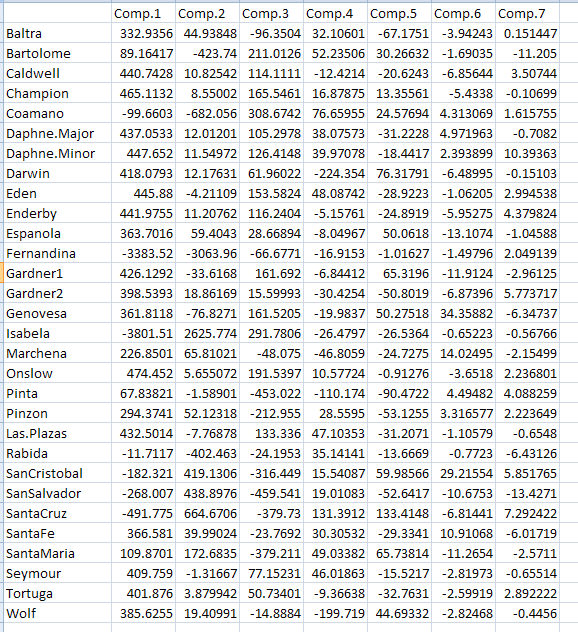 Comp.1 Comp.2 Comp.3 Comp.4 Comp.5 Comp.6 Comp.7
Baltra 332.9356 44.93848 -96.3504 32.10601 -67.1751 -3.94243 0.151447
Bartolome 89.16417 -423.74 211.0126 52.23506 30.26632 -1.69035 -11.205
Caldwell 440.7428 10.82542 114.1111 -12.4214 -20.6243 -6.85644 3.50744
Champion 465.1132 8.55002 165.5461 16.87875 13.35561 -5.4338 -0.10699
Coamano -99.6603 -682.056 308.6742 76.65955 24.57694 4.313069 1.615755
Daphne.Major 437.0533 12.01201 105.2978 38.07573 -31.2228 4.971963 -0.7082
Daphne.Minor 447.652 11.54972 126.4148 39.97078 -18.4417 2.393899 10.39363
Darwin 418.0793 12.17631 61.96022 -224.354 76.31791 -6.48995 -0.15103
Eden 445.88 -4.21109 153.5824 48.08742 -28.9223 -1.06205 2.994538
Enderby 441.9755 11.20762 116.2404 -5.15761 -24.8919 -5.95275 4.379824
Espanola 363.7016 59.4043 28.66894 -8.04967 50.0618 -13.1074 -1.04588
Fernandina -3383.52 -3063.96 -66.6771 -16.9153 -1.01627 -1.49796 2.049139
Gardner1 426.1292 -33.6168 161.692 -6.84412 65.3196 -11.9124 -2.96125
Gardner2 398.5393 18.86169 15.59993 -30.4254 -50.8019 -6.87396 5.773717
Genovesa 361.8118 -76.8271 161.5205 -19.9837 50.27518 34.35882 -6.34737
Isabela -3801.51 2625.774 291.7806 -26.4797 -26.5364 -0.65223 -0.56766
Marchena 226.8501 65.81021 -48.075 -46.8059 -24.7275 14.02495 -2.15499
Onslow 474.452 5.655072 191.5397 10.57724 -0.91276 -3.6518 2.236801
Pinta 67.83821 -1.58901 -453.022 -110.174 -90.4722 4.49482 4.088259
Pinzon 294.3741 52.12318 -212.955 28.5595 -53.1255 3.316577 2.223649
Las.Plazas 432.5014 -7.76878 133.336 47.10353 -31.2071 -1.10579 -0.6548
Rabida -11.7117 -402.463 -24.1953 35.14141 -13.6669 -0.7723 -6.43126
SanCristobal -182.321 419.1306 -316.449 15.54087 59.98566 29.21554 5.851765
SanSalvador -268.007 438.8976 -459.541 19.01083 -52.6417 -10.6753 -13.4271
SantaCruz -491.775 664.6706 -379.73 131.3912 133.4148 -6.81441 7.292422
SantaFe 366.581 39.99024 -23.7692 30.30532 -29.3341 10.91068 -6.01719
SantaMaria 109.8701 172.6835 -379.211 49.03382 65.73814 -11.2654 -2.5711
Seymour 409.759 -1.31667 77.15231 46.01863 -15.5217 -2.81973 -0.65514
Tortuga 401.876 3.879942 50.73401 -9.36638 -32.7631 -2.59919 2.892222
Wolf 385.6255 19.40991 -14.8884 -199.719 44.69332 -2.82468 -0.4456